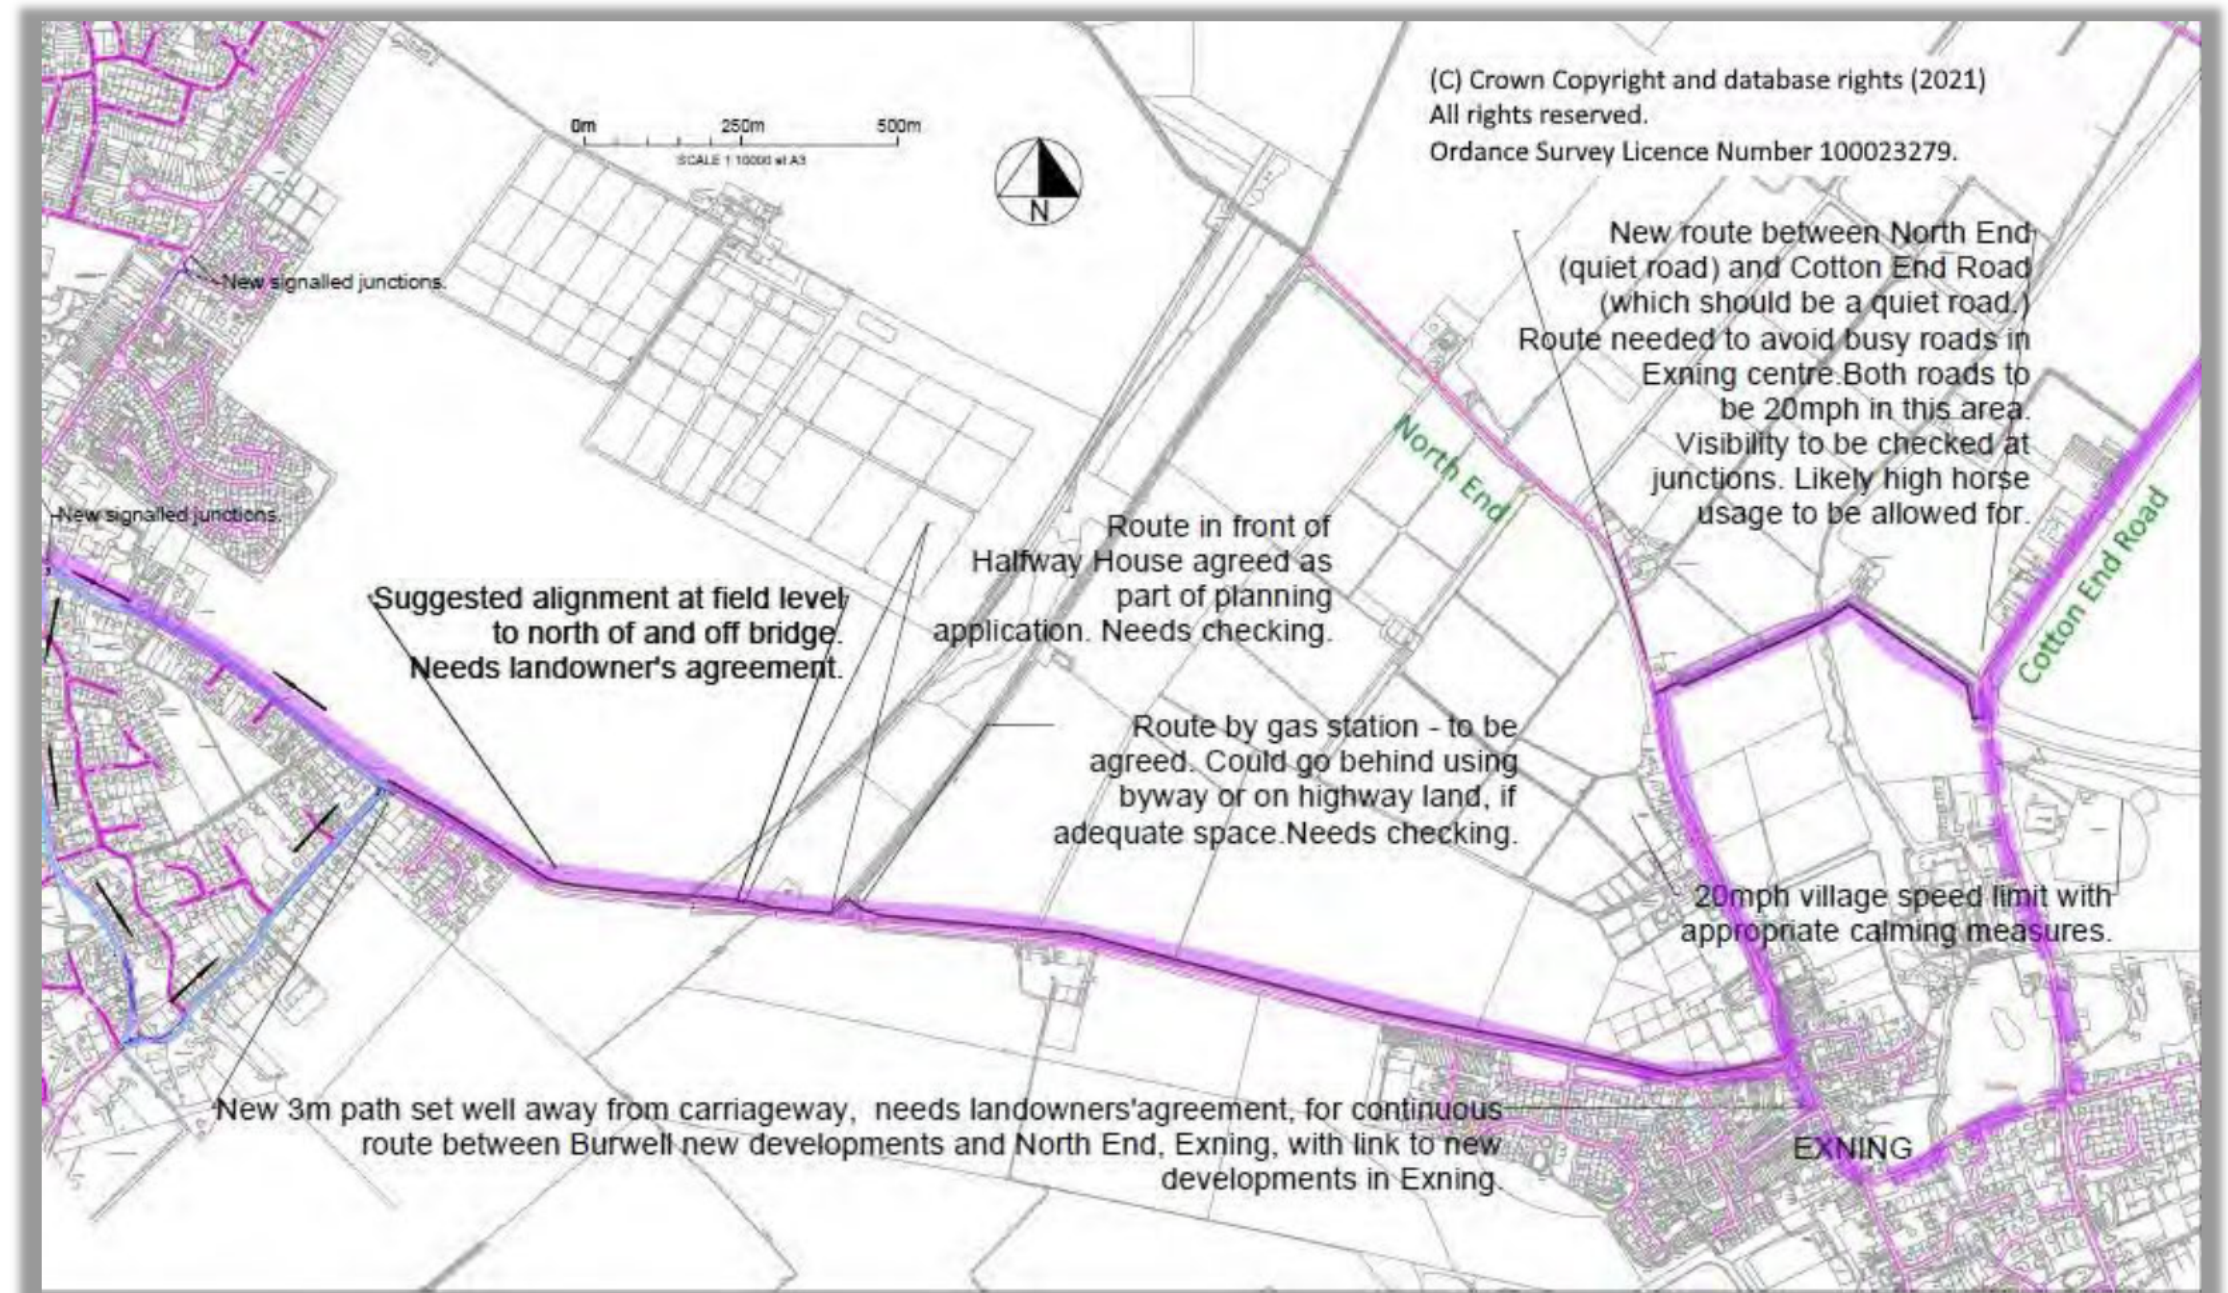 (C) Crown Copyright and database rights (2021)
All rights reserved.
Ordance Survey Licence Number 100023279.
0m 250m 500m
SCALE 1 10000 at A3
N
New route between North End
(quiet road) and Cotton End Road
(which should be a quiet road.)
Route needed to avoid busy roads in
Exning centre.Both roads to
be 20mph in this area.
Visibility to be checked at
junctions. Likely high horse
usage to be allowed for.
New signalled junctions.
New signalled junctions.
North End
Cotton End Road
Route in front of
Halfway House agreed as
part of planning
application. Needs checking.
Suggested alignment at field level
to north of and off bridge.
Needs landowner's agreement.
Route by gas station - to be
agreed. Could go behind using
byway or on highway land, if
adequate space.Needs checking.
20mph village speed limit with
appropriate calming measures.
New 3m path set well away from carriageway, needs landowners'agreement, for continuous
route between Burwell new developments and North End, Exning, with link to new
developments in Exning.
EXNING